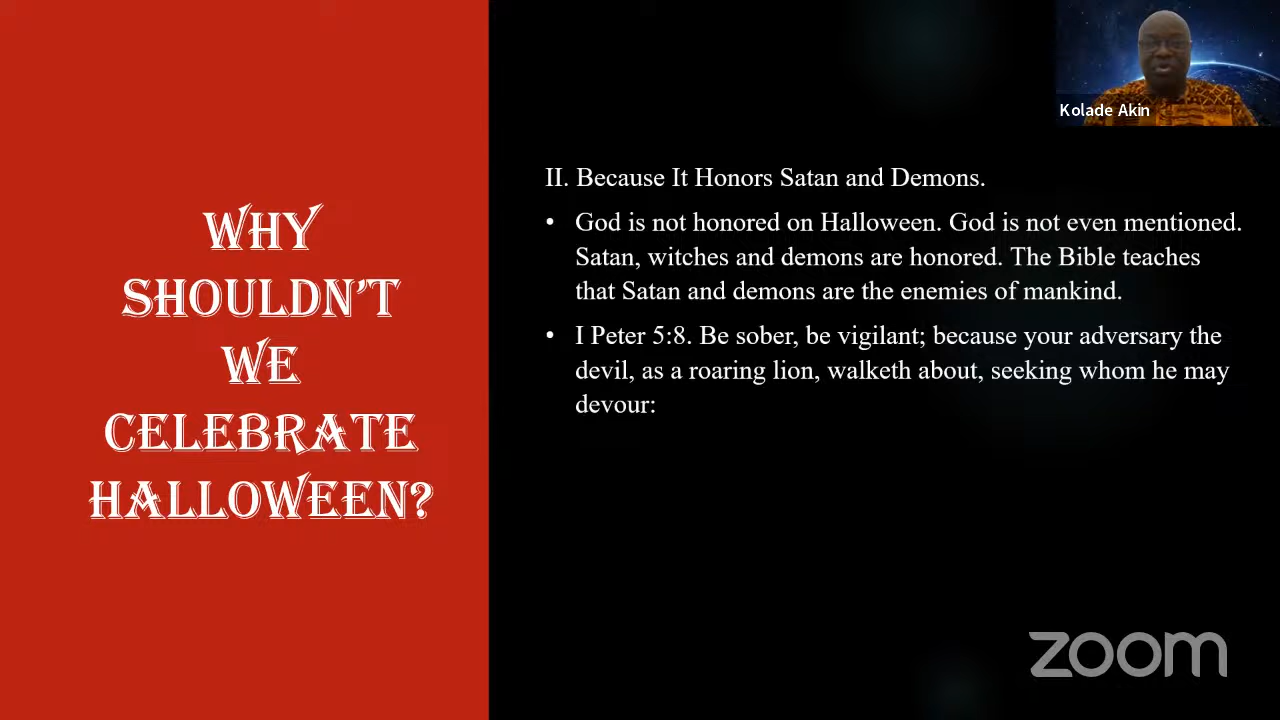 WHY
SHOULDN'T
WE
CELEBRATE
HALLOWEEN?
Kolade Akin
II. Because It Honors Satan and Demons.
• God is not honored on Halloween. God is not even mentioned.
Satan, witches and demons are honored. The Bible teaches
that Satan and demons are the enemies of mankind.
• I Peter 5:8. Be sober, be vigilant; because your adversary the
devil, as a roaring lion, walketh about, seeking whom he may
devour:
zoom